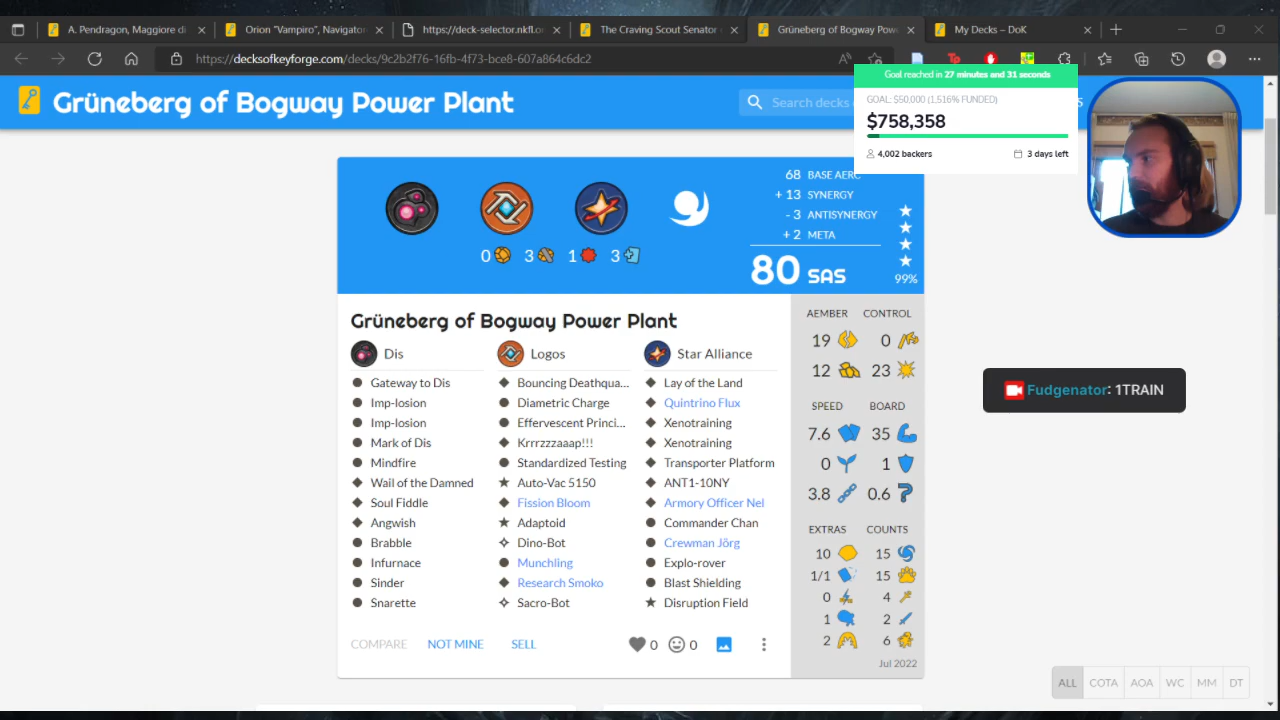 A. Pendragon, Maggiore di
Orion "Vampiro", Navigator
https://deck-selector.nkfl.or
The Craving Scout Senator
Grüneberg of Bogway Pow
My Decks – DoK
https://decksofkeyforge.com/decks/9c2b2f76-16fb-4f73-bce8-607a864c6dc2
Goal reached in 27 minutes and 31 seconds
GOAL: $50,000 (1,516% FUNDED)
$758,358
4,002 backers
3 days left
Grüneberg of Bogway Power Plant
Search decks
68 BASE AERC
+ 13 SYNERGY
- 3 ANTISYNERGY
+ 2 META
80 SAS
99%
0 3 1 3
Grüneberg of Bogway Power Plant
Dis
Gateway to Dis
Imp-losion
Imp-losion
Mark of Dis
Mindfire
Wail of the Damned
Soul Fiddle
Angwish
Brabble
Infurnace
Sinder
Snarette
Logos
Bouncing Deathqua...
Diametric Charge
Effervescent Princi...
Krrrzzzaaap!!!
Standardized Testing
Auto-Vac 5150
Fission Bloom
Adaptoid
Dino-Bot
Munchling
Research Smoko
Sacro-Bot
Star Alliance
Lay of the Land
Quintrino Flux
Xenotraining
Xenotraining
Transporter Platform
ANT1-10NY
Armory Officer Nel
Commander Chan
Crewman Jörg
Explo-rover
Blast Shielding
Disruption Field
AEMBER CONTROL
19 0
12 23
SPEED BOARD
7.6 35
0 1
3.8 0.6
EXTRAS COUNTS
10 15
1/1 15
0 4
1 2
2 6
Jul 2022
COMPARE NOT MINE SELL 0 0
Fudgenator: 1TRAIN
ALL COTA AOA WC MM DT